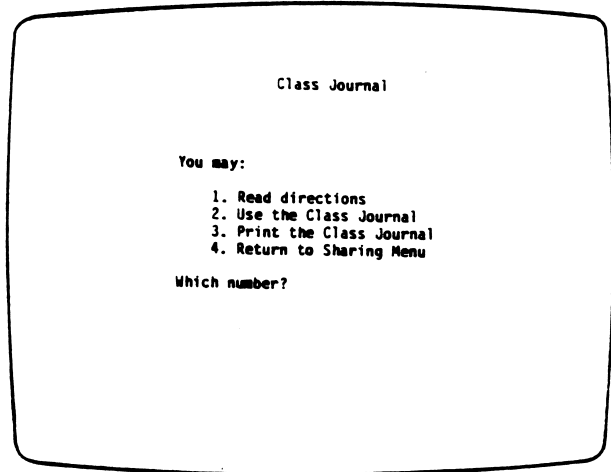 Class Journal
You may:
1. Read directions
2. Use the Class Journal
3. Print the Class Journal
4. Return to Sharing Menu
Which number?